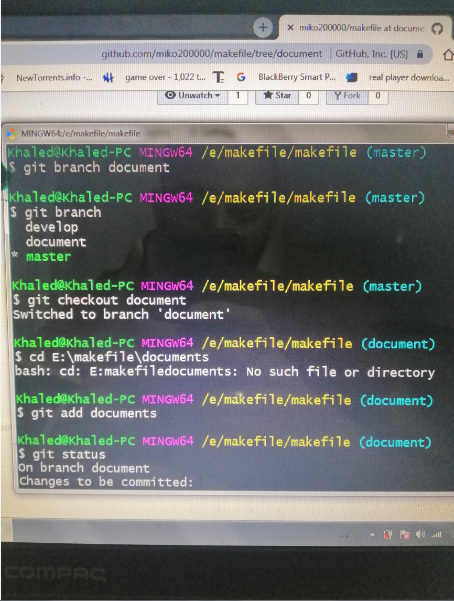 miko200000/makefile at docume
github.com/miko200000/makefile/tree/document GitHub, Inc. [US]
NewTorrents.info -... game over - 1,022 t... G BlackBerry Smart P... real player downloa...
Unwatch 1 Star 0 Fork 0
MINGW64:/e/makefile/makefile
Khaled@Khaled-PC MINGW64 /e/makefile/makefile (master)
$ git branch document
Khaled@Khaled-PC MINGW64 /e/makefile/makefile (master)
$ git branch
develop
document
* master
Khaled@Khaled-PC MINGW64 /e/makefile/makefile (master)
$ git checkout document
Switched to branch 'document'
Khaled@Khaled-PC MINGW64 /e/makefile/makefile (document)
$ cd E:\makefile\documents
bash: cd: E:makefiledocuments: No such file or directory
Khaled@Khaled-PC MINGW64 /e/makefile/makefile (document)
$ git add documents
Khaled@Khaled-PC MINGW64 /e/makefile/makefile (document)
$ git status
On branch document
Changes to be committed:
COMPAQ